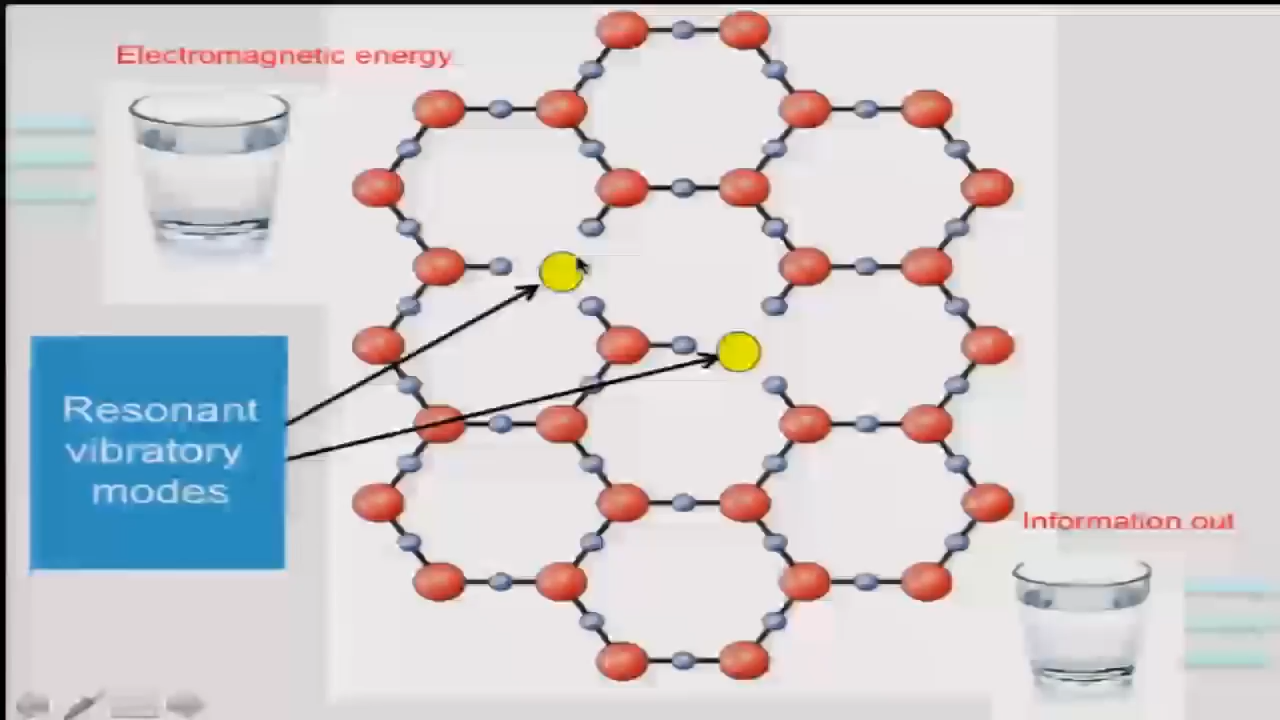 Electromagnetic energy
Resonant
vibratory
modes
Information out